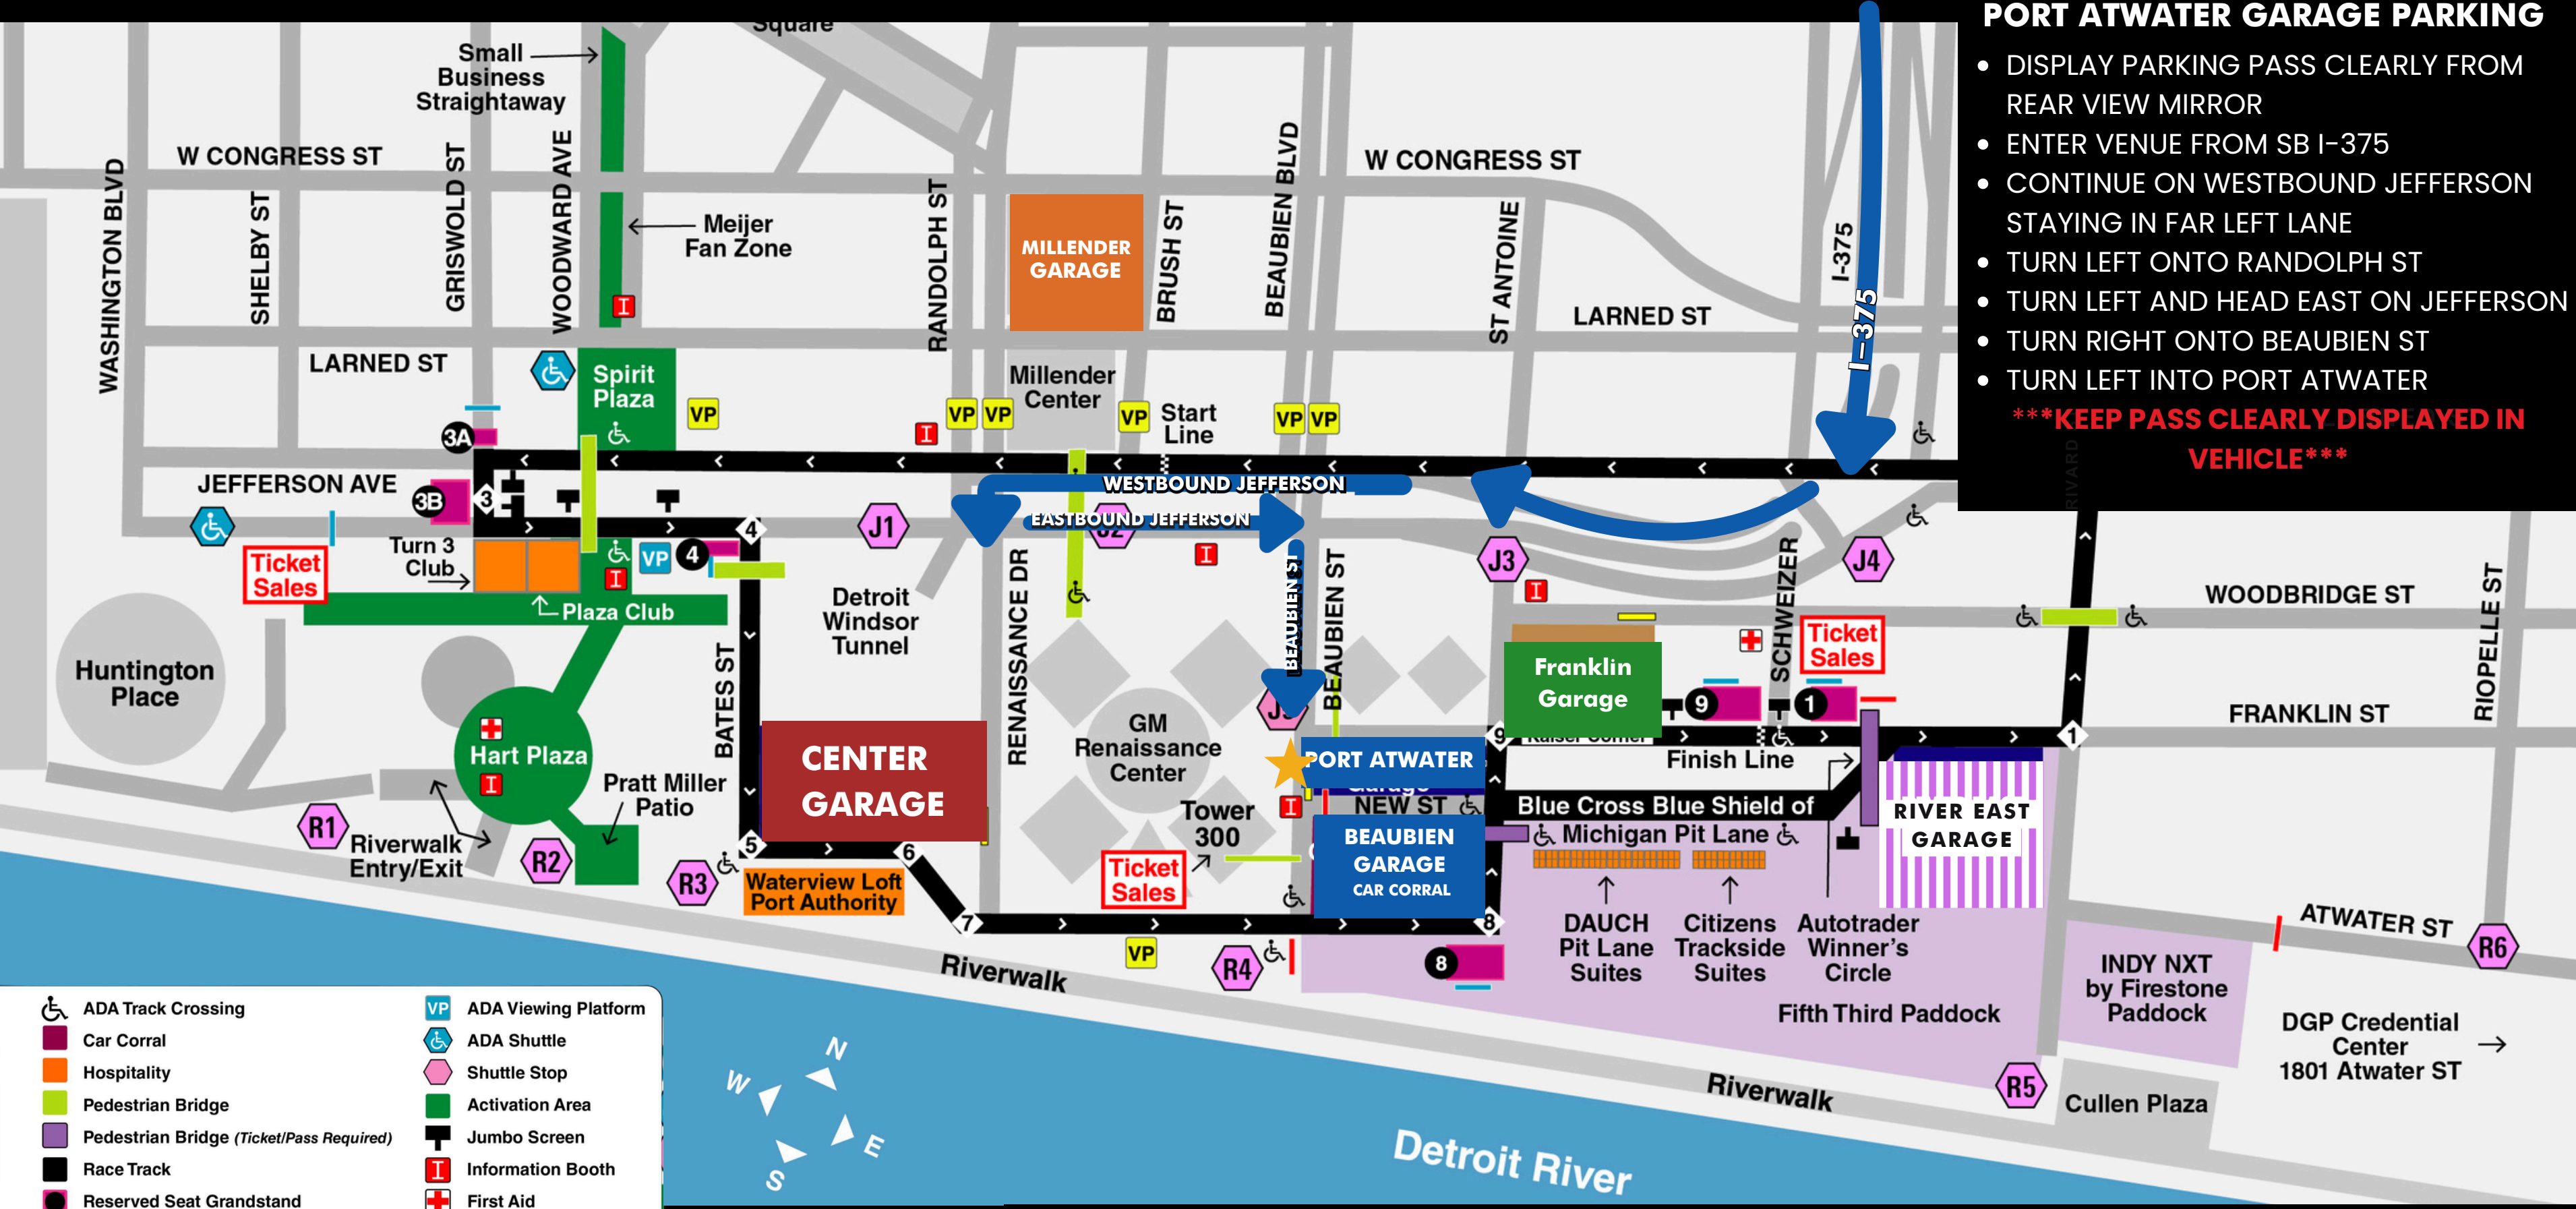 PORT ATWATER GARAGE PARKING
• DISPLAY PARKING PASS CLEARLY FROM
REAR VIEW MIRROR
• ENTER VENUE FROM SB I-375
• CONTINUE ON WESTBOUND JEFFERSON
STAYING IN FAR LEFT LANE
• TURN LEFT ONTO RANDOLPH ST
• TURN LEFT AND HEAD EAST ON JEFFERSON
• TURN RIGHT ONTO BEAUBIEN ST
• TURN LEFT INTO PORT ATWATER
***KEEP PASS CLEARLY DISPLAYED IN
VEHICLE***
Square
Small
Business
Straightaway
W CONGRESS ST
W CONGRESS ST
WASHINGTON BLVD
SHELBY ST
GRISWOLD ST
WOODWARD AVE
Meijer
Fan Zone
I
RANDOLPH ST
MILLENDER
GARAGE
BRUSH ST
BEAUBIEN BLVD
ST ANTOINE
I-375
I-375
LARNED ST
LARNED ST
Spirit
Plaza
VP
VP
VP
Millender
Center
VP
Start
Line
VP
VP
I
3A
JEFFERSON AVE
3B
3
WESTBOUND JEFFERSON
EASTBOUND JEFFERSON
J1
J2
4
RIVARD
Ticket
Sales
Turn 3
Club
I
VP
4
I
J3
I
J4
SCHWEIZER
WOODBRIDGE ST
RIOPELLE ST
Plaza Club
Detroit
Windsor
Tunnel
RENAISSANCE DR
BEAUBIEN ST
BEAUBIEN ST
Ticket
Sales
Huntington
Place
BATES ST
Franklin
Garage
9
1
FRANKLIN ST
Hart Plaza
I
CENTER
GARAGE
GM
Renaissance
Center
PORT ATWATER
Garage
9
Kaiser Corner
Finish Line
1
Pratt Miller
Patio
Tower
300
I
NEW ST
Blue Cross Blue Shield of
Michigan Pit Lane
RIVER EAST
GARAGE
R1
Riverwalk
Entry/Exit
R2
R3
5
6
BEAUBIEN
GARAGE
CAR CORRAL
Waterview Loft
Port Authority
Ticket
Sales
7
8
DAUCH
Pit Lane
Suites
Citizens
Trackside
Suites
Autotrader
Winner's
Circle
ATWATER ST
R6
Riverwalk
VP
R4
8
Fifth Third Paddock
INDY NXT
by Firestone
Paddock
DGP Credential
Center
1801 Atwater ST
R5
Riverwalk
Cullen Plaza
Detroit River
N
W
E
S
ADA Track Crossing
Car Corral
Hospitality
Pedestrian Bridge
Pedestrian Bridge (Ticket/Pass Required)
Race Track
Reserved Seat Grandstand
VP ADA Viewing Platform
ADA Shuttle
Shuttle Stop
Activation Area
Jumbo Screen
I Information Booth
First Aid